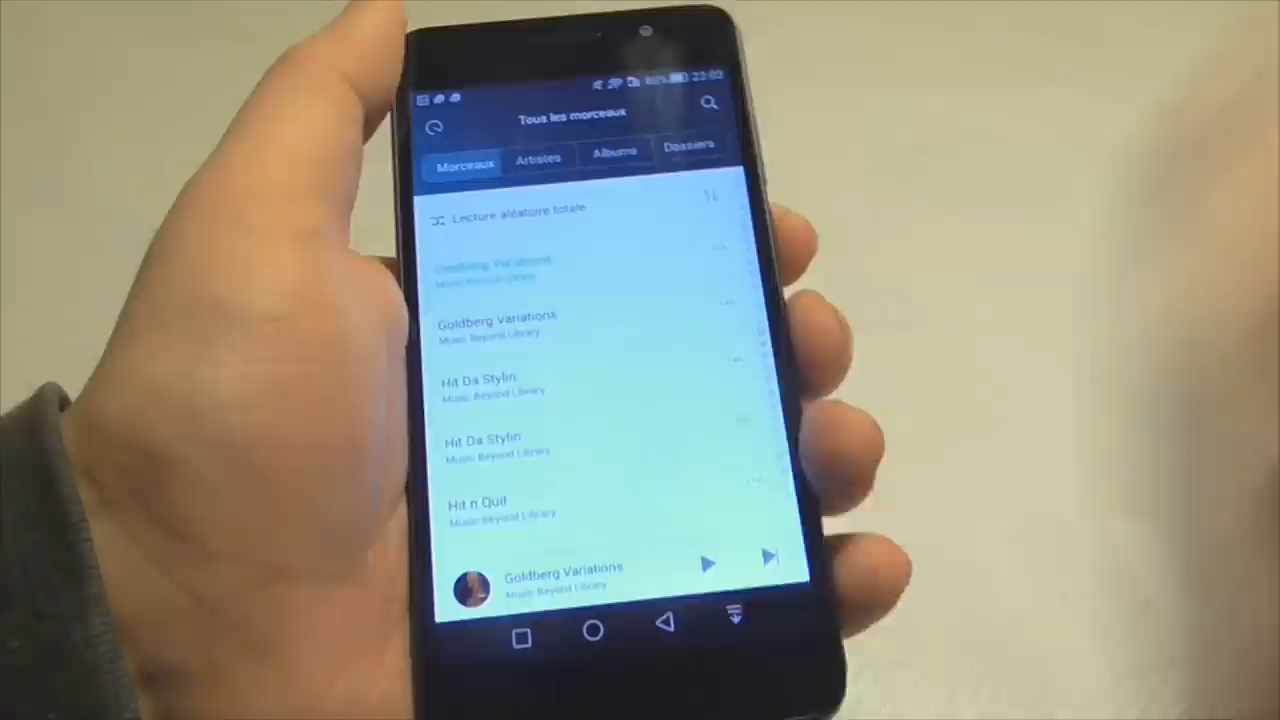 Tous les morceaux
Morceaux Artistes Albums Dossiers
Lecture aléatoire totale
Goldberg Variations
Music Beyond Library
Goldberg Variations
Music Beyond Library
Hit Da Stylin
Music Beyond Library
Hit Da Stylin
Music Beyond Library
Hit n Quit
Music Beyond Library
Goldberg Variations
Music Beyond Library